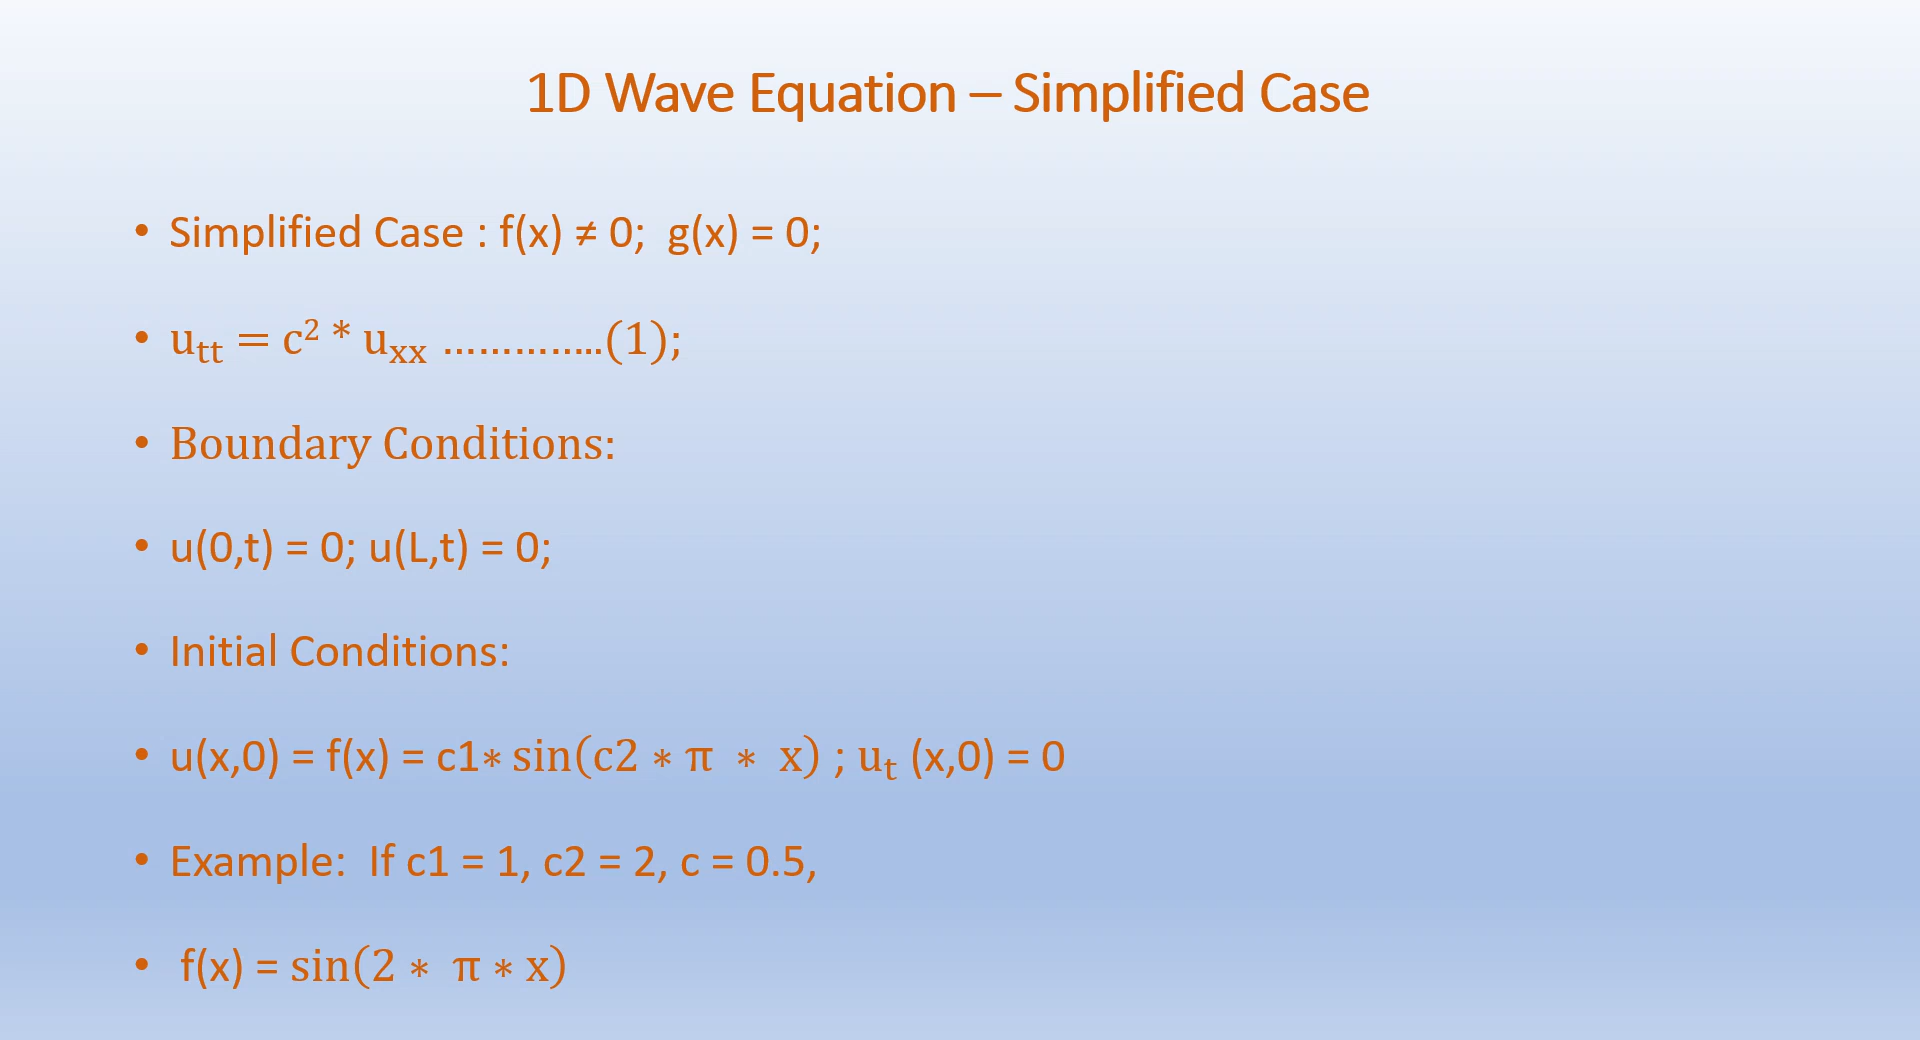 1D Wave Equation – Simplified Case
• Simplified Case : f(x) ≠ 0;  g(x) = 0;
• uₜₜ = c² * uₓₓ …………..(1);
• Boundary Conditions:
• u(0,t) = 0; u(L,t) = 0;
• Initial Conditions:
• u(x,0) = f(x) = c1∗ sin(c2 ∗ π ∗ x) ; uₜ (x,0) = 0
• Example:  If c1 = 1, c2 = 2, c = 0.5,
• f(x) = sin(2 ∗ π ∗ x)